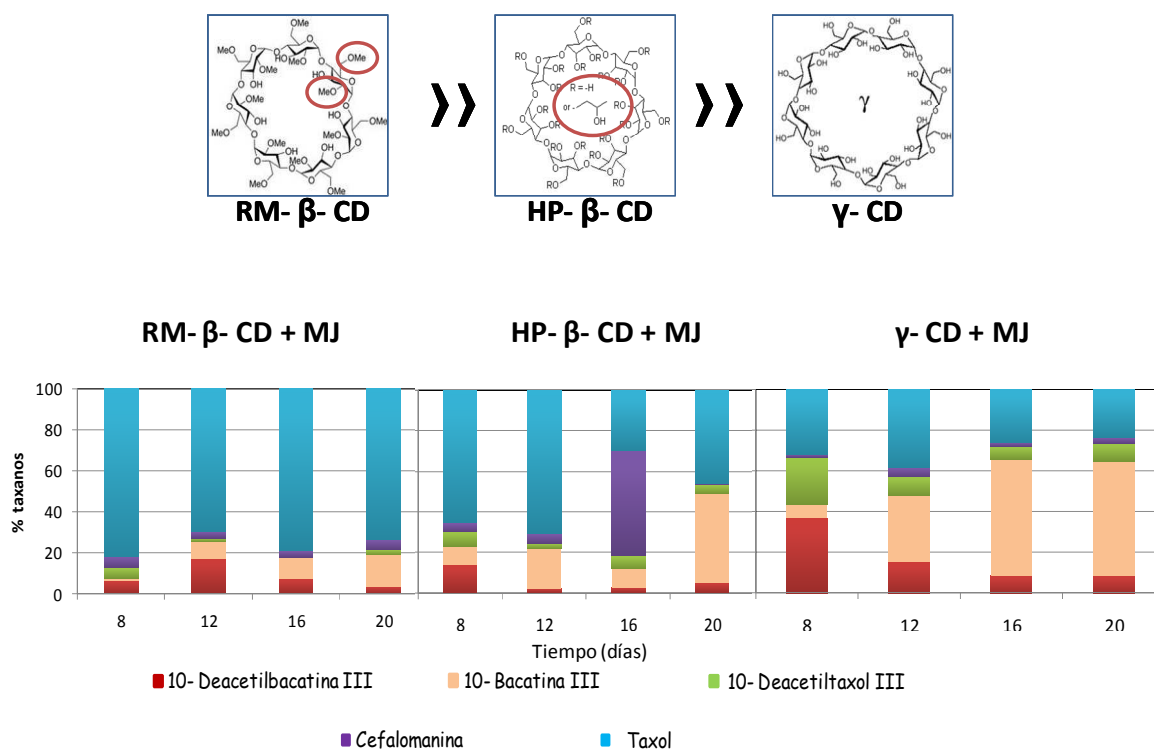 R = -H
or
OH
γ
RM- β- CD
HP- β- CD
γ- CD
RM- β- CD + MJ
HP- β- CD + MJ
γ- CD + MJ
% taxanos
100
80
60
40
20
0
8 12 16 20 8 12 16 20 8 12 16 20
Tiempo (días)
10- Deacetilbacatina III
10- Bacatina III
10- Deacetiltaxol III
Cefalomanina
Taxol